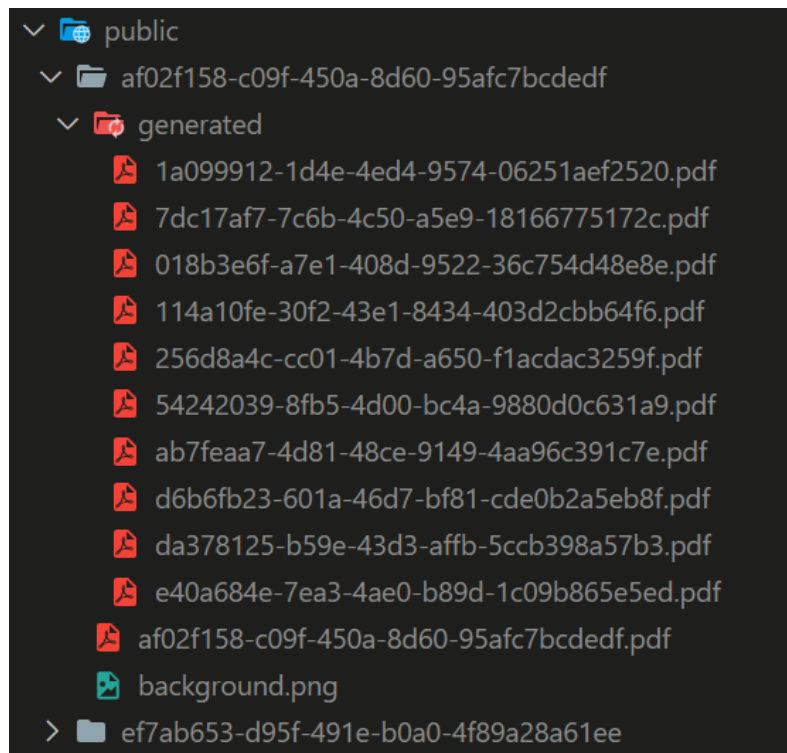 public
af02f158-c09f-450a-8d60-95afc7bcdedf
generated
1a099912-1d4e-4ed4-9574-06251aef2520.pdf
7dc17af7-7c6b-4c50-a5e9-18166775172c.pdf
018b3e6f-a7e1-408d-9522-36c754d48e8e.pdf
114a10fe-30f2-43e1-8434-403d2cbb64f6.pdf
256d8a4c-cc01-4b7d-a650-f1acdac3259f.pdf
54242039-8fb5-4d00-bc4a-9880d0c631a9.pdf
ab7feaa7-4d81-48ce-9149-4aa96c391c7e.pdf
d6b6fb23-601a-46d7-bf81-cde0b2a5eb8f.pdf
da378125-b59e-43d3-affb-5ccb398a57b3.pdf
e40a684e-7ea3-4ae0-b89d-1c09b865e5ed.pdf
af02f158-c09f-450a-8d60-95afc7bcdedf.pdf
background.png
ef7ab653-d95f-491e-b0a0-4f89a28a61ee